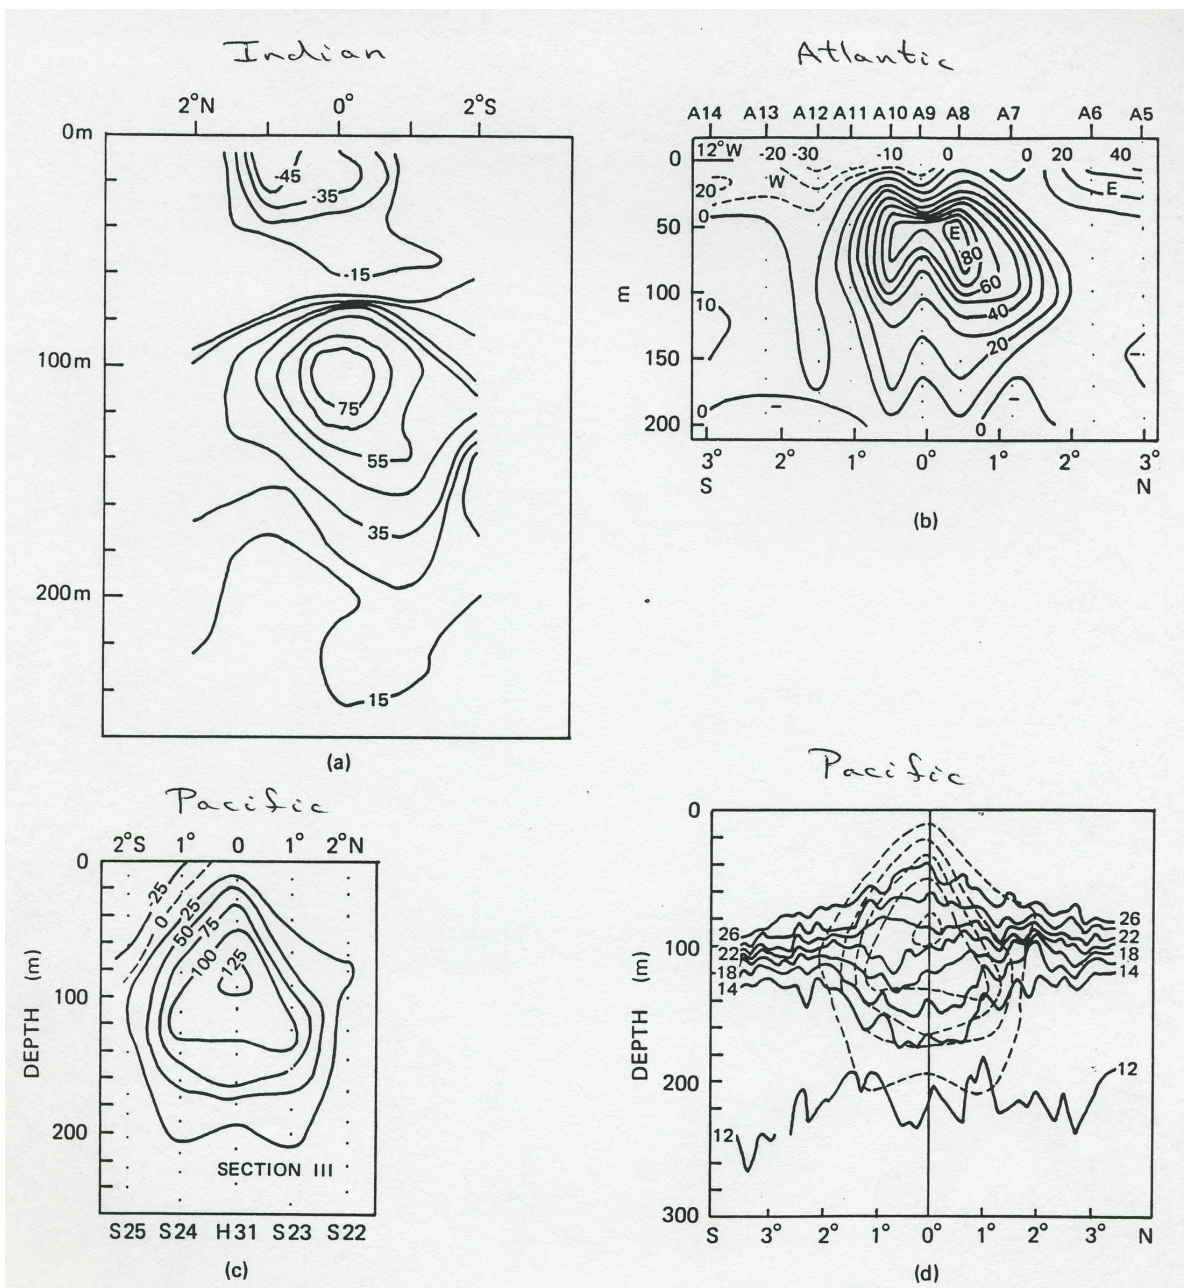 Indian
2°N 0° 2°S
0m
-45
-35
-15
100m
75
55
35
200m
15
(a)
Atlantic
A14 A13 A12 A11 A10 A9 A8 A7 A6 A5
0 12°W -20 -30 -10 0 0 20 40
20 W E
0
50 E
80
m
60
100 10
40
20
150
200 0 0
3° 2° 1° 0° 1° 2° 3°
S N
(b)
Pacific
2°S 1° 0 1° 2°N
0
-25
0
25
50
75
100
125
100
DEPTH (m)
200
SECTION III
S25 S24 H31 S23 S22
(c)
Pacific
0
26 26
100
22 22
18 18
14 14
DEPTH (m)
200
12
12
300
S 3° 2° 1° 0° 1° 2° 3° N
(d)